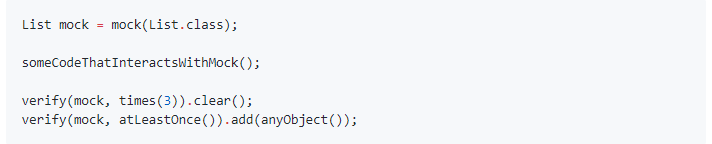 List mock = mock(List.class);
someCodeThatInteractsWithMock();
verify(mock, times(3)).clear();
verify(mock, atLeastOnce()).add(anyObject());